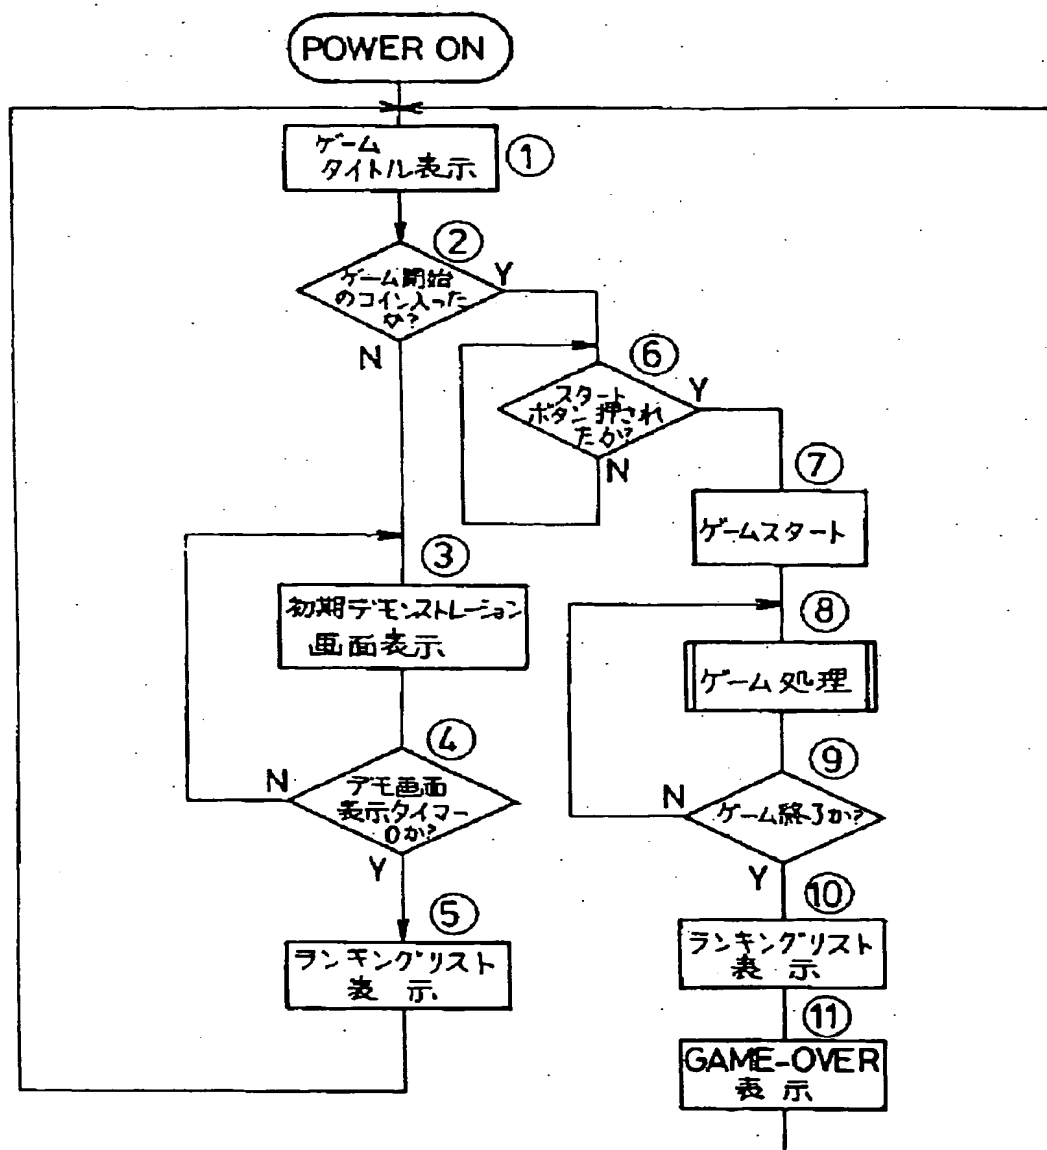 POWER ON
ゲーム
タイトル表示
①
②
ゲーム開始
のコイン入った
か?
Y
N
⑥
スタート
ボタン押され
たか?
Y
N
⑦
ゲームスタート
③
初期デモンストレーション
画面表示
⑧
ゲーム処理
④
デモ画面
表示タイマー
0か?
N
Y
⑨
ゲーム終了か?
N
Y
⑤
ランキングリスト
表示
⑩
ランキングリスト
表示
⑪
GAME-OVER
表示